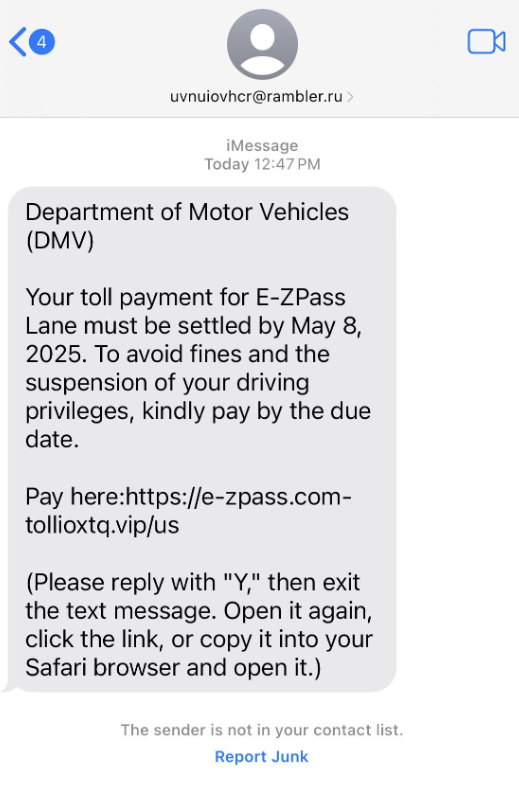 4
uvnuiovhcr@rambler.ru >
iMessage
Today 12:47 PM
Department of Motor Vehicles
(DMV)
Your toll payment for E-ZPass
Lane must be settled by May 8,
2025. To avoid fines and the
suspension of your driving
privileges, kindly pay by the due
date.
Pay here:https://e-zpass.com-
tollioxtq.vip/us
(Please reply with "Y," then exit
the text message. Open it again,
click the link, or copy it into your
Safari browser and open it.)
The sender is not in your contact list.
Report Junk